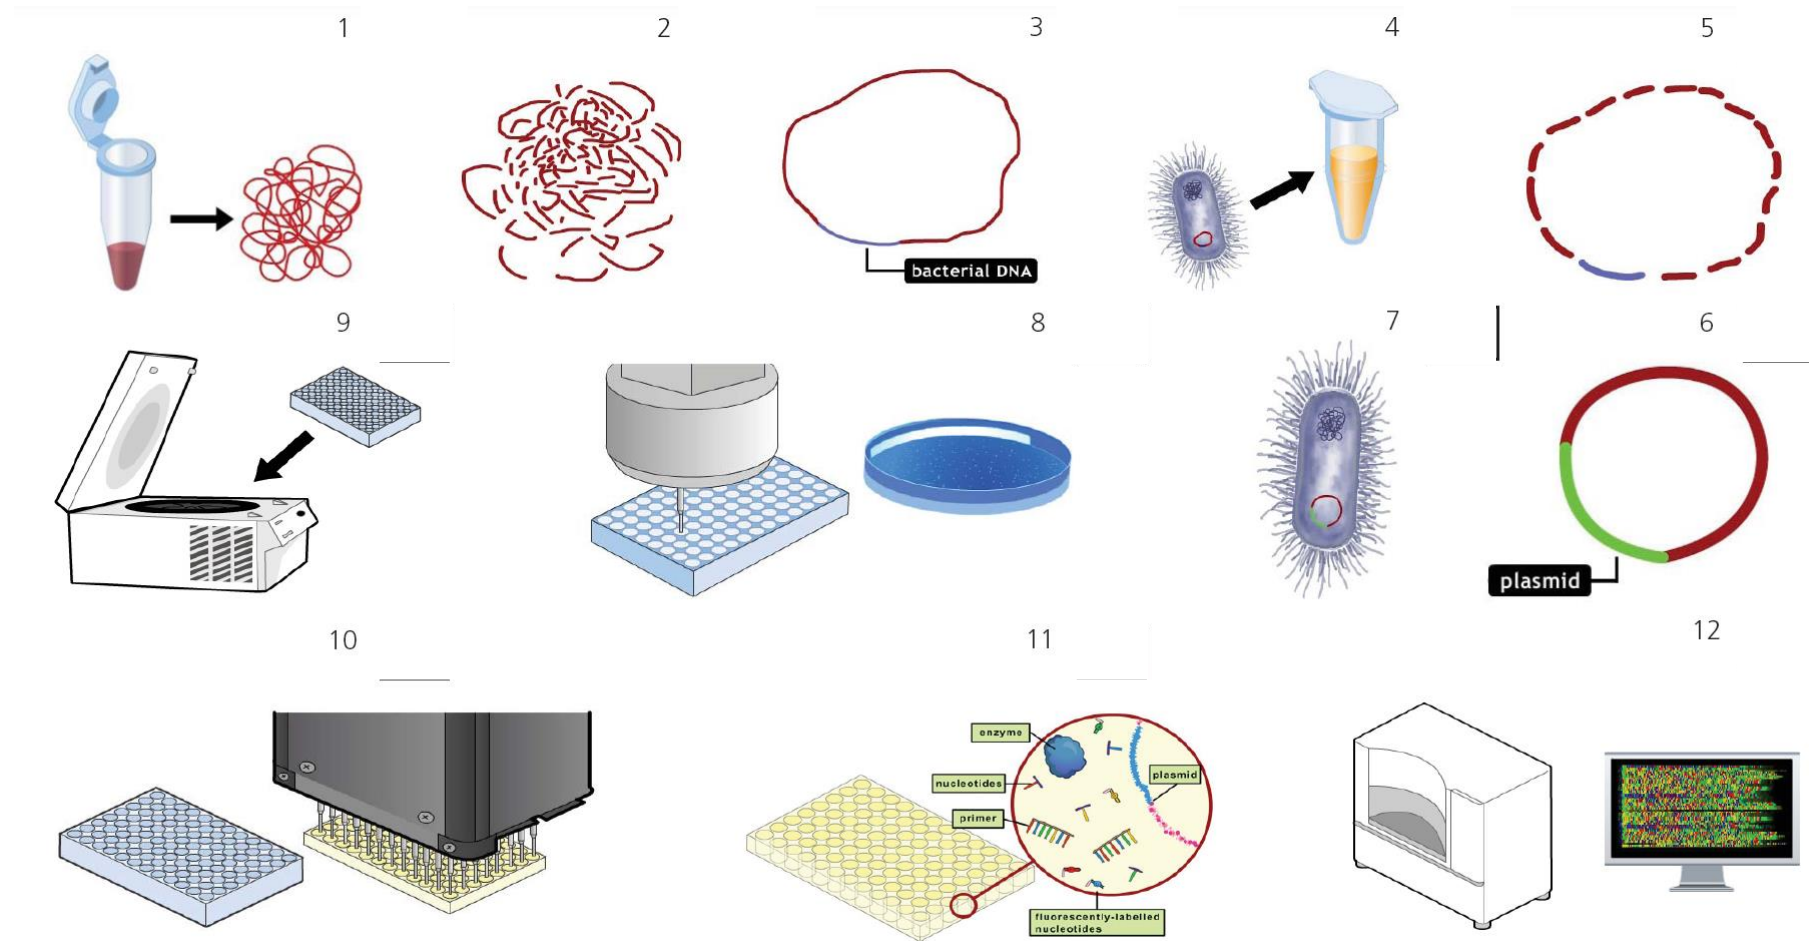 1
2
3
4
5
bacterial DNA
9
8
7
6
plasmid
10
11
12
enzyme
nucleotides
plasmid
primer
fluorescently-labelled
nucleotides